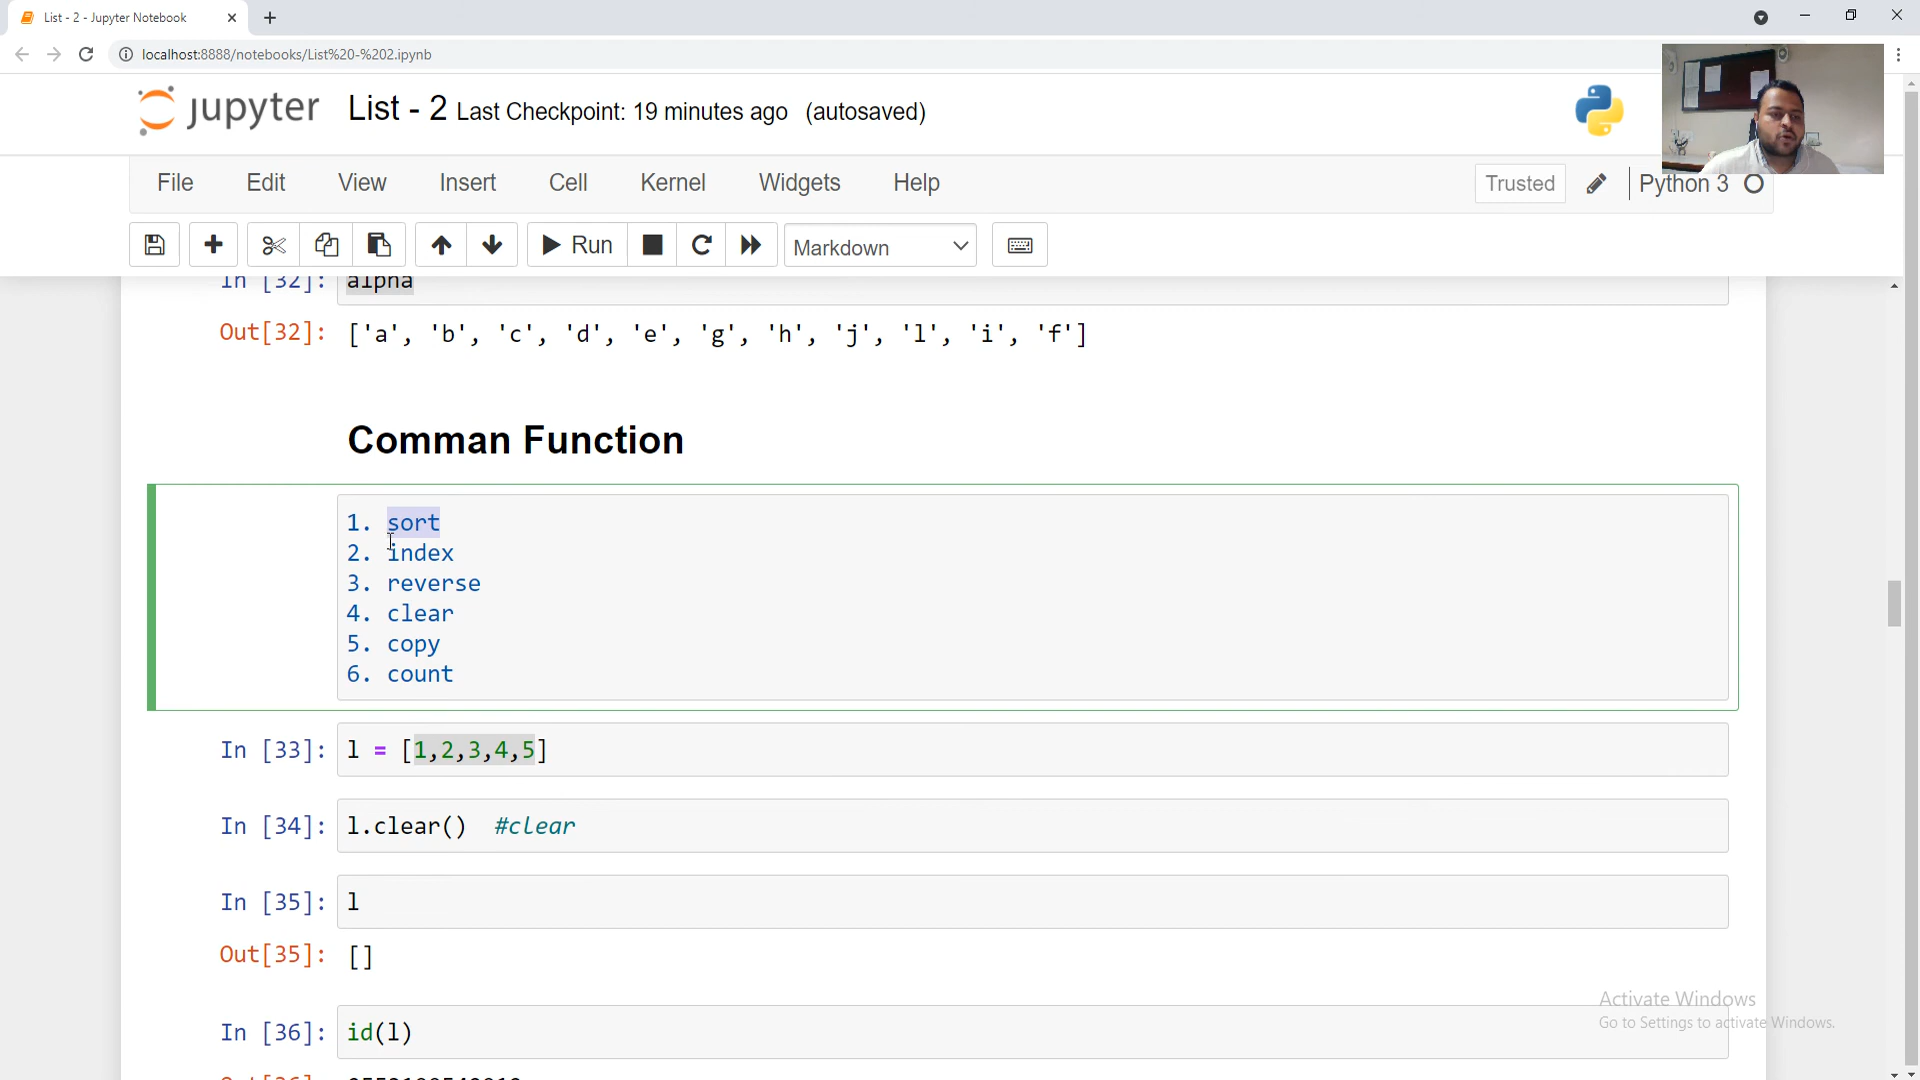 List - 2 - Jupyter Notebook
localhost:8888/notebooks/List%20-%202.ipynb
jupyter List - 2 Last Checkpoint: 19 minutes ago (autosaved)
File Edit View Insert Cell Kernel Widgets Help Trusted Python 3
Run Markdown
In [32]: alpha
Out[32]: ['a', 'b', 'c', 'd', 'e', 'g', 'h', 'j', 'l', 'i', 'f']
Comman Function
1. sort
2. index
3. reverse
4. clear
5. copy
6. count
In [33]: l = [1,2,3,4,5]
In [34]: l.clear() #clear
In [35]: l
Out[35]: []
Activate Windows
Go to Settings to activate Windows.
In [36]: id(l)